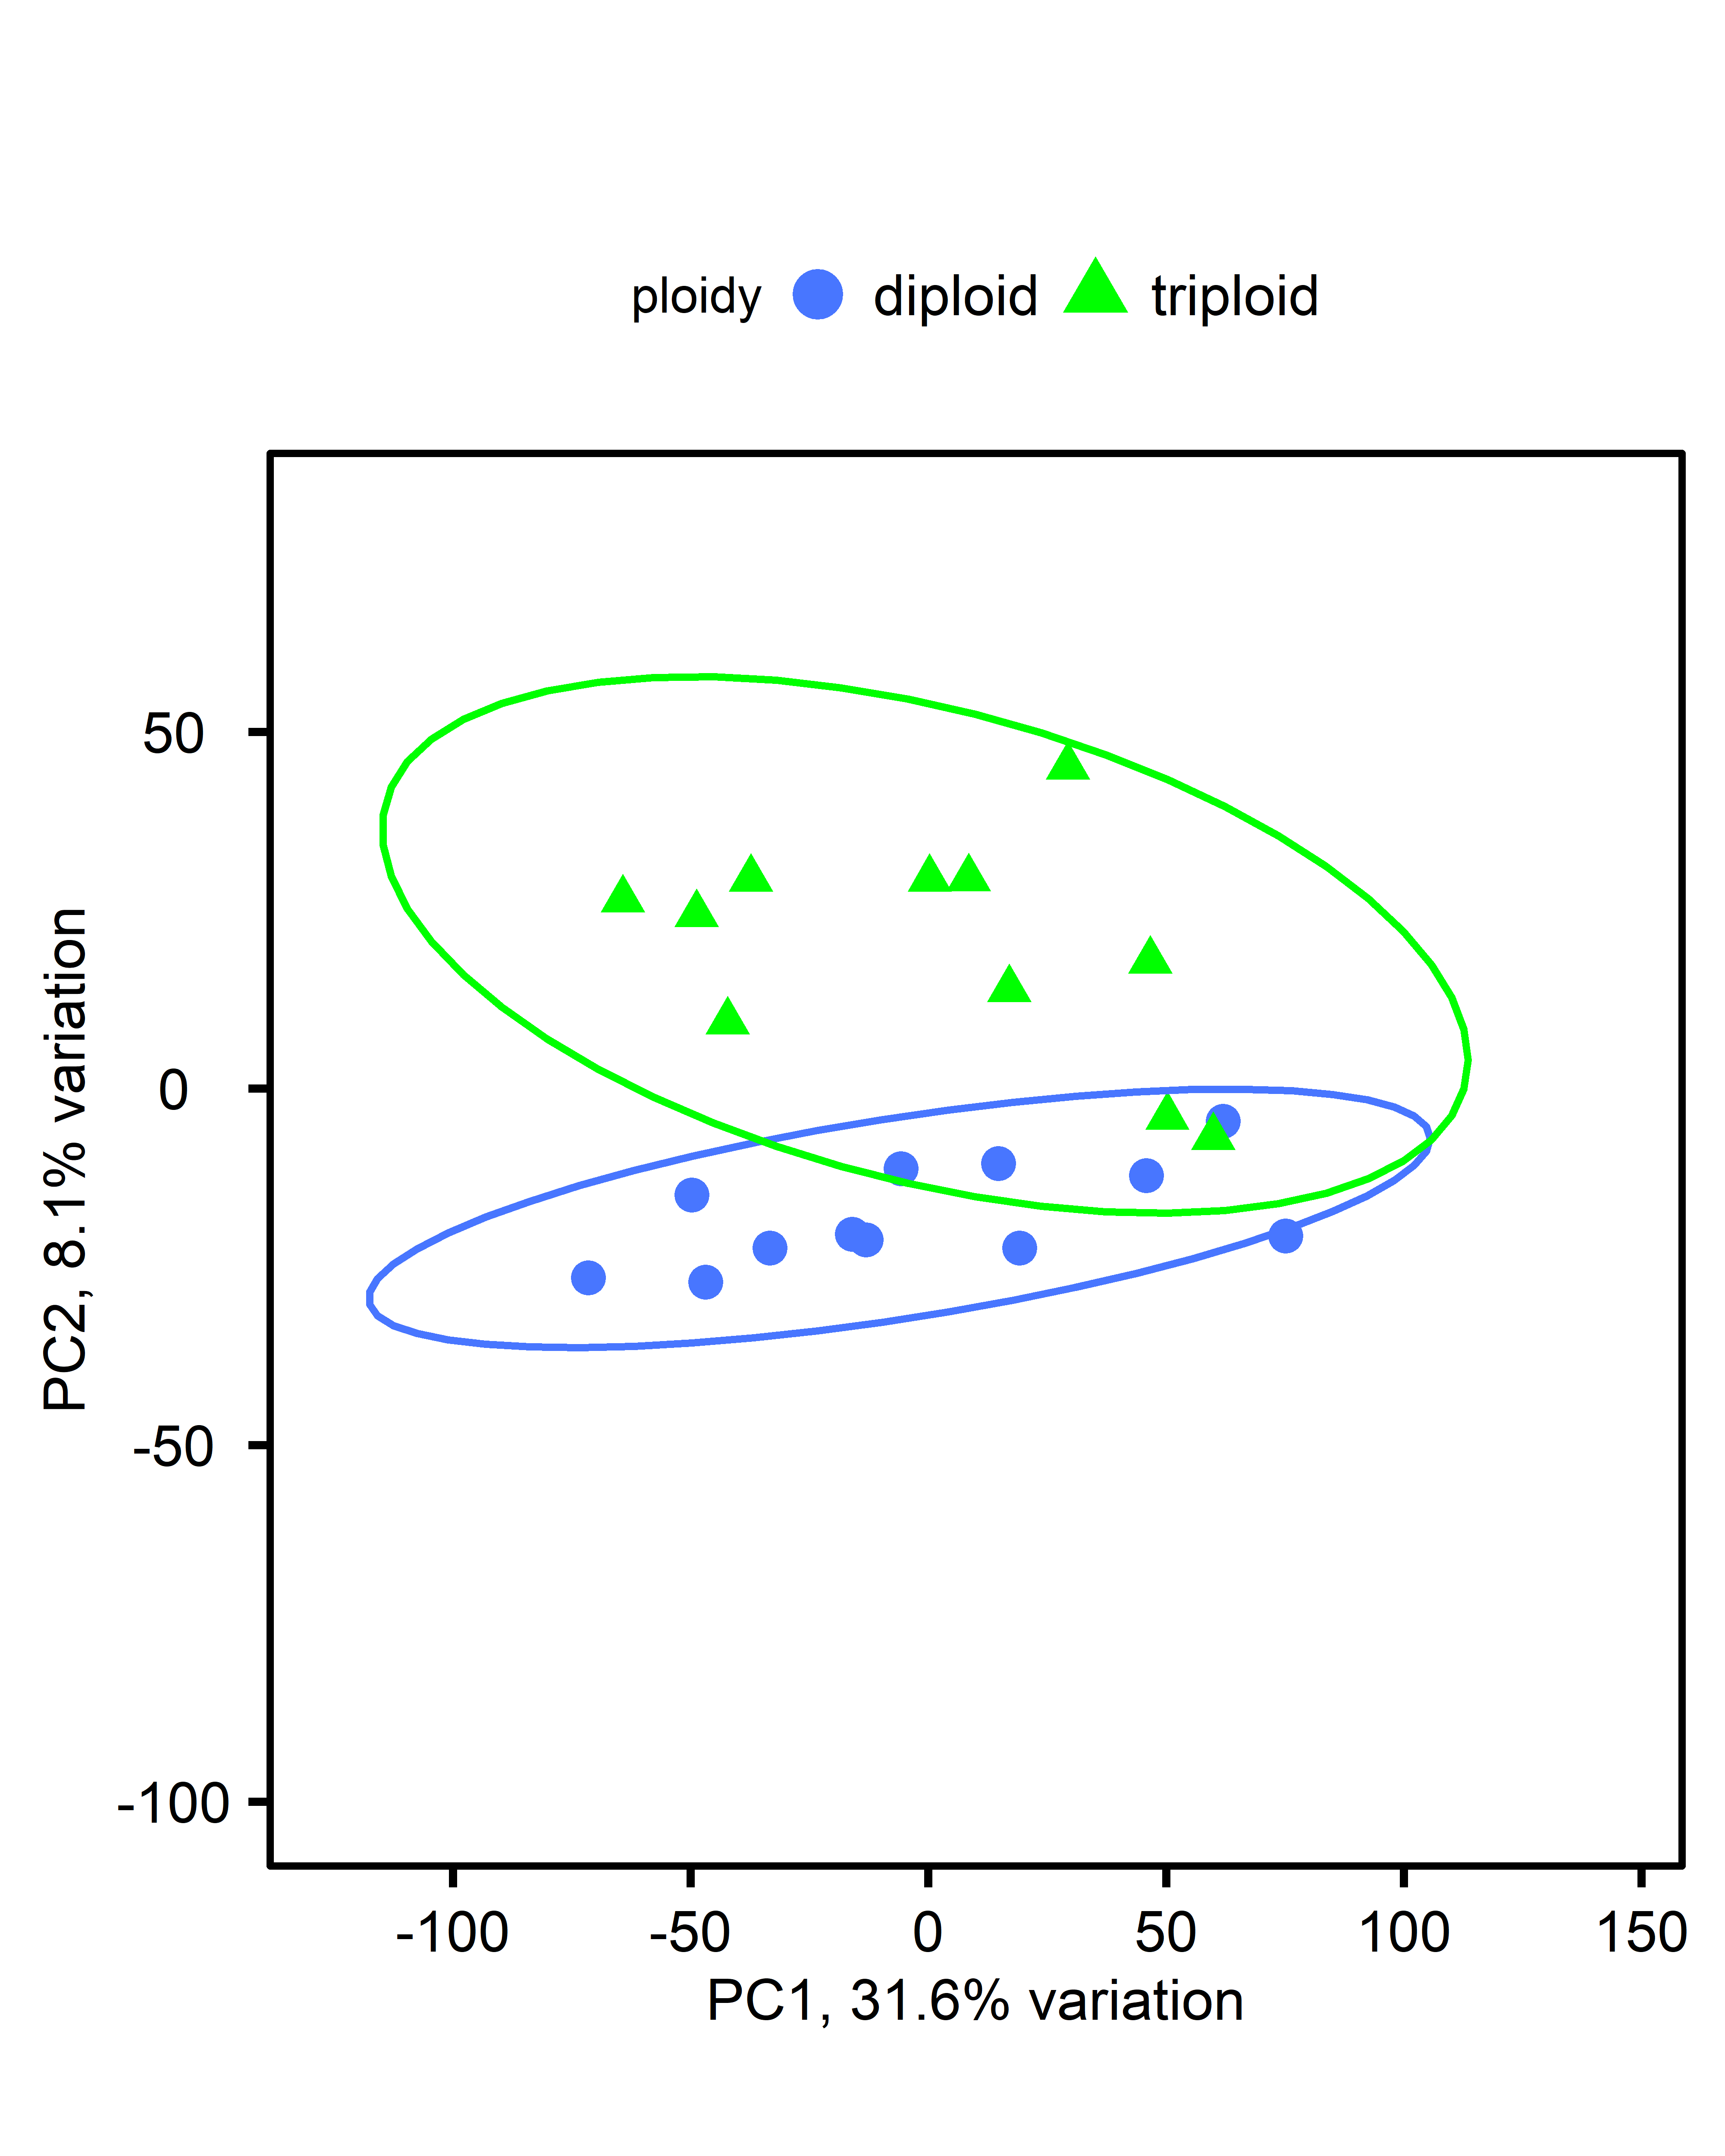 ploidy diploid triploid
PC2, 8.1% variation
50
0
-50
-100
-100 -50 0 50 100 150
PC1, 31.6% variation